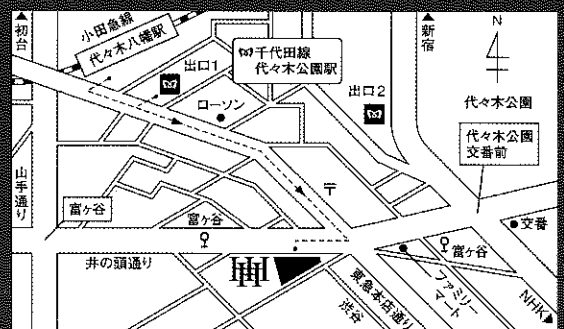 初台
小田急線
代々木八幡駅
千代田線
代々木公園駅
新宿
N
出口1
出口2
ローソン
代々木公園
代々木公園
交番前
山手通り
〒
富ヶ谷
富ヶ谷
富ヶ谷
交番
井の頭通り
ファミリー
マート
東急本店通り
渋谷
NHK